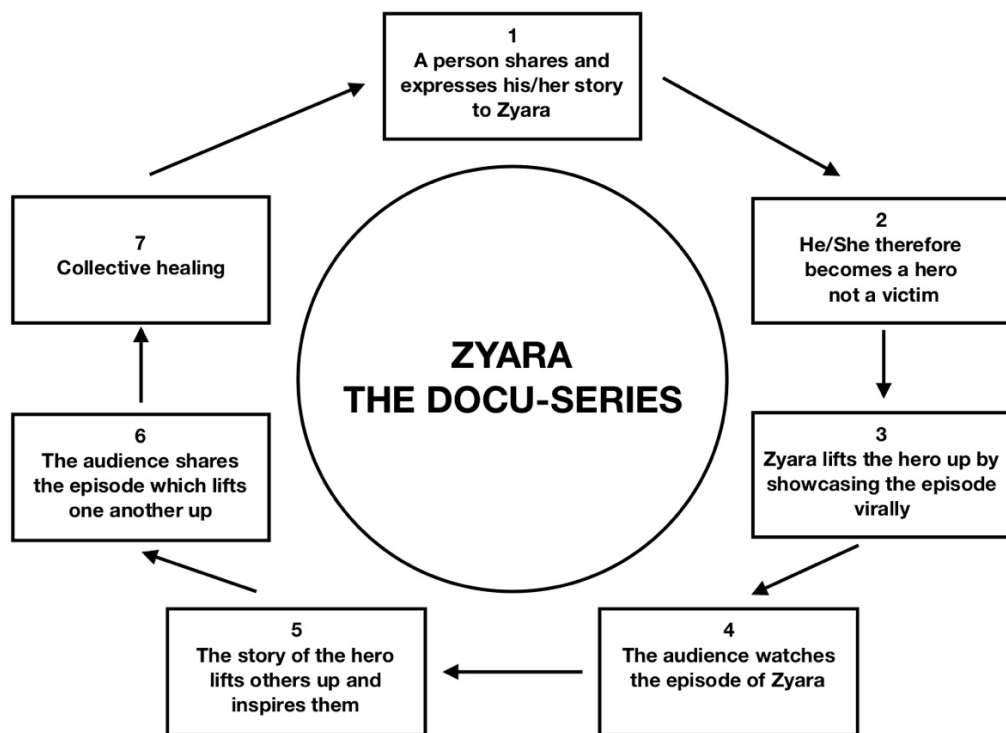 1
A person shares and
expresses his/her story
to Zyara
2
He/She therefore
becomes a hero
not a victim
3
Zyara lifts the hero up by
showcasing the episode
virally
4
The audience watches
the episode of Zyara
5
The story of the hero
lifts others up and
inspires them
6
The audience shares
the episode which lifts
one another up
7
Collective healing
ZYARA
THE DOCU-SERIES